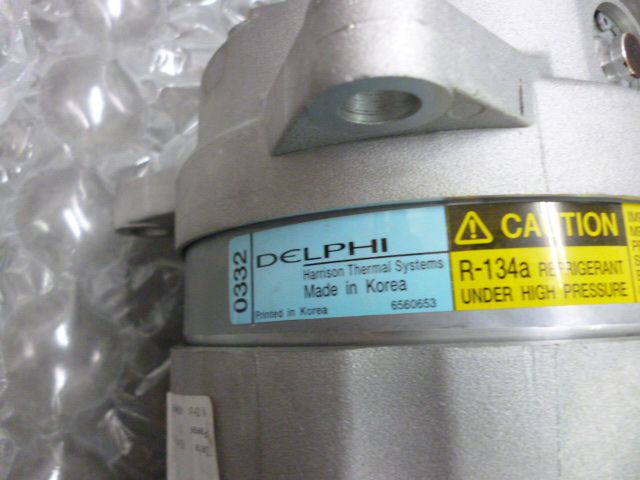 0332
DELPHI
Harrison Thermal Systems
Made in Korea
Printed in Korea 6560653
CAUTION
R-134a REFRIGERANT
UNDER HIGH PRESSURE